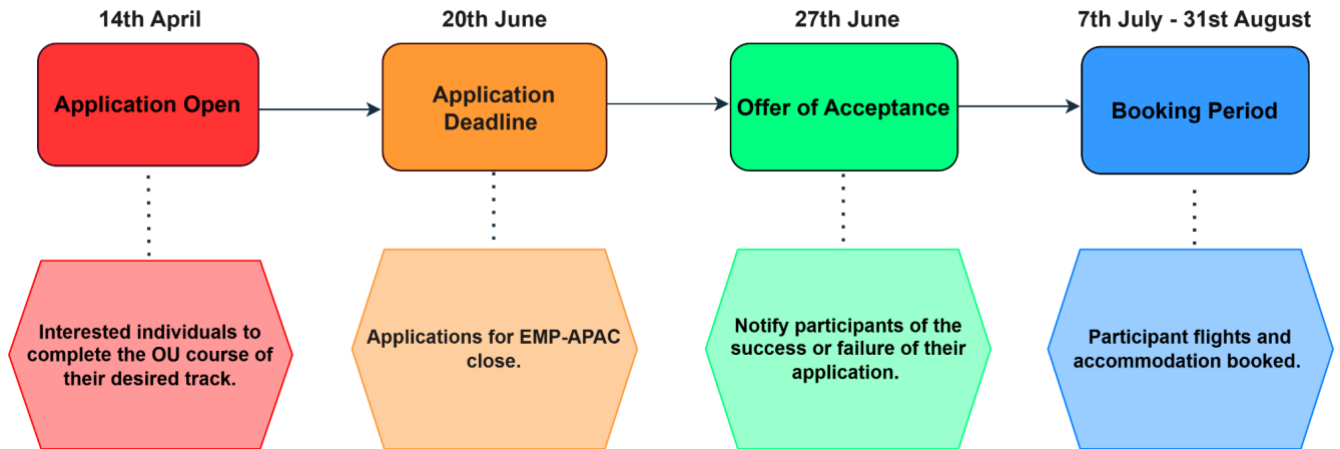 14th April
20th June
27th June
7th July - 31st August
Application Open
Application
Deadline
Offer of Acceptance
Booking Period
Interested individuals to
complete the OU course of
their desired track.
Applications for EMP-APAC
close.
Notify participants of the
success or failure of their
application.
Participant flights and
accommodation booked.